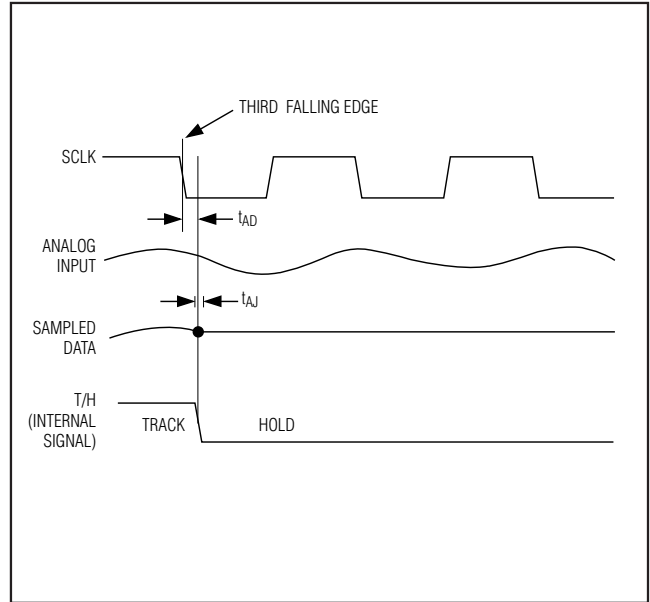 THIRD FALLING EDGE
SCLK
tAD
ANALOG
INPUT
tAJ
SAMPLED
DATA
T/H
(INTERNAL
SIGNAL)
TRACK
HOLD